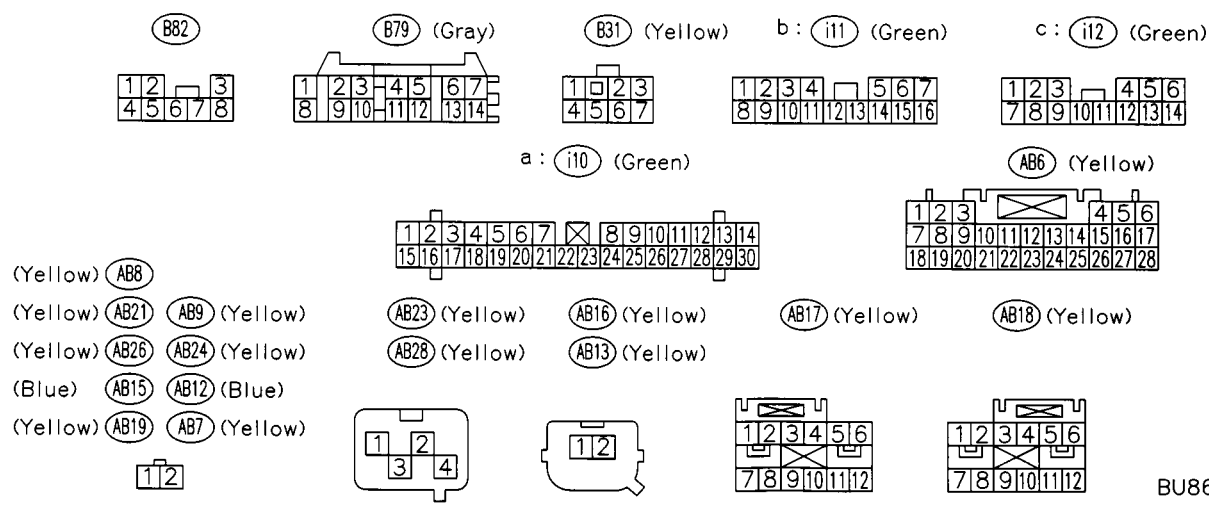 B82 B79 (Gray) B31 (Yellow) b: i11 (Green) c: i12 (Green)
1 2 3
4 5 6 7 8
1 2 3 4 5 6 7
8 9 10 11 12 13 14
1 2 3
4 5 6 7
1 2 3 4 5 6 7
8 9 10 11 12 13 14 15 16
1 2 3 4 5 6
7 8 9 10 11 12 13 14
a: i10 (Green) AB6 (Yellow)
1 2 3 4 5 6 7 8 9 10 11 12 13 14
15 16 17 18 19 20 21 22 23 24 25 26 27 28 29 30
1 2 3 4 5 6
7 8 9 10 11 12 13 14 15 16 17
18 19 20 21 22 23 24 25 26 27 28
(Yellow) AB8
(Yellow) AB21 AB9 (Yellow)
(Yellow) AB26 AB24 (Yellow)
(Blue) AB15 AB12 (Blue)
(Yellow) AB19 AB7 (Yellow)
1 2
AB23 (Yellow)
AB28 (Yellow)
1 2
3 4
AB16 (Yellow)
AB13 (Yellow)
1 2
AB17 (Yellow)
1 2 3 4 5 6
7 8 9 10 11 12
AB18 (Yellow)
1 2 3 4 5 6
7 8 9 10 11 12
BU86